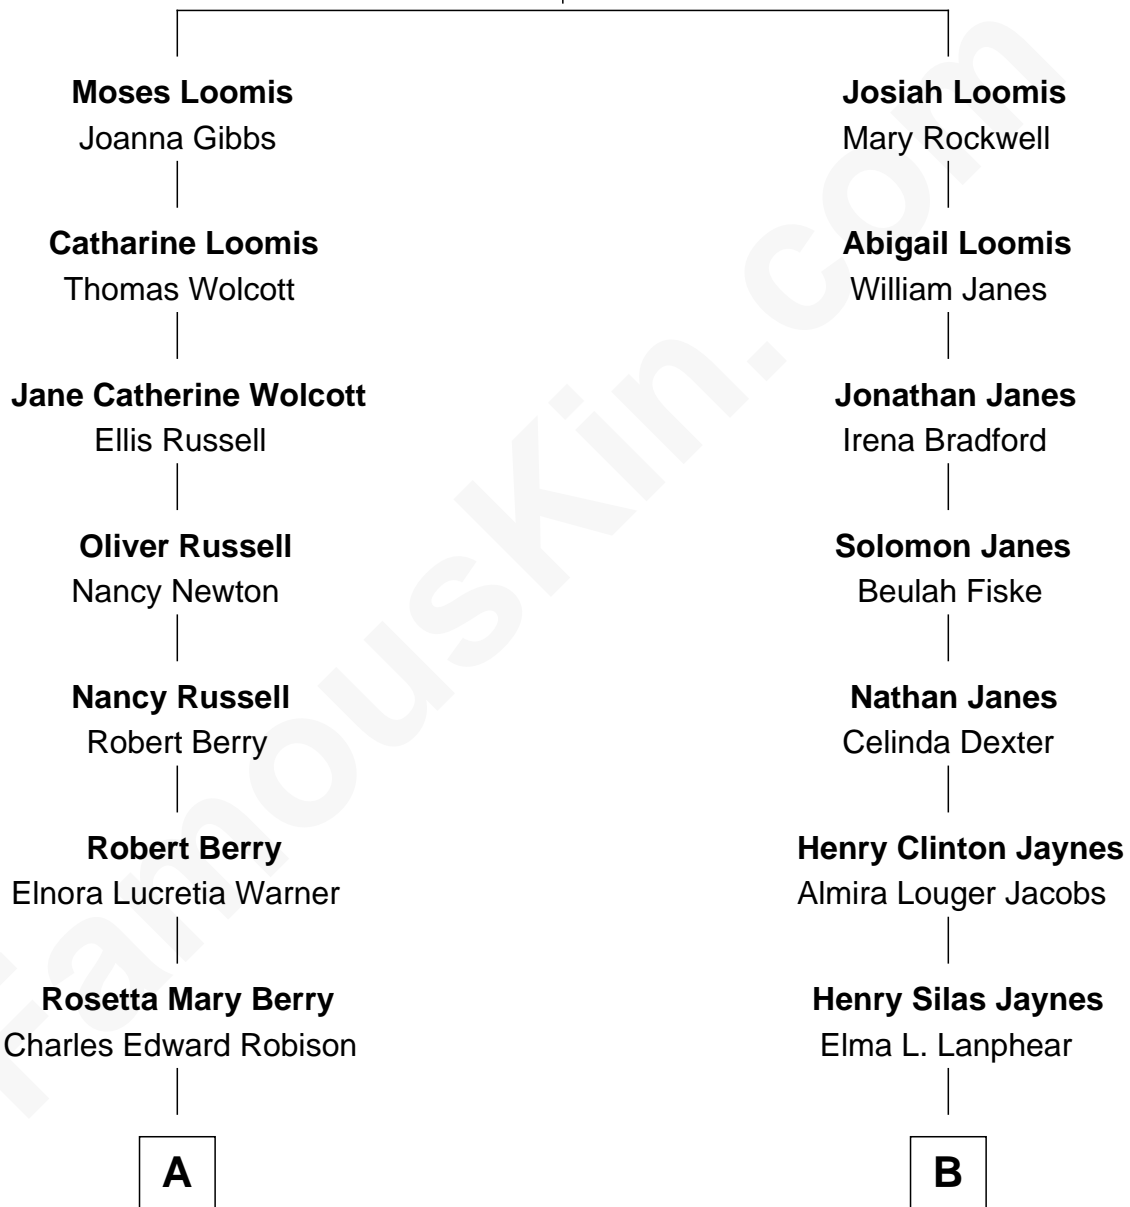 Moses Loomis
Joanna Gibbs
Catharine Loomis
Thomas Wolcott
Jane Catherine Wolcott
Ellis Russell
Oliver Russell
Nancy Newton
Nancy Russell
Robert Berry
Robert Berry
Elnora Lucretia Warner
Rosetta Mary Berry
Charles Edward Robison
A
Josiah Loomis
Mary Rockwell
Abigail Loomis
William Janes
Jonathan Janes
Irena Bradford
Solomon Janes
Beulah Fiske
Nathan Janes
Celinda Dexter
Henry Clinton Jaynes
Almira Louger Jacobs
Henry Silas Jaynes
Elma L. Lanphear
B
FamousKin.com